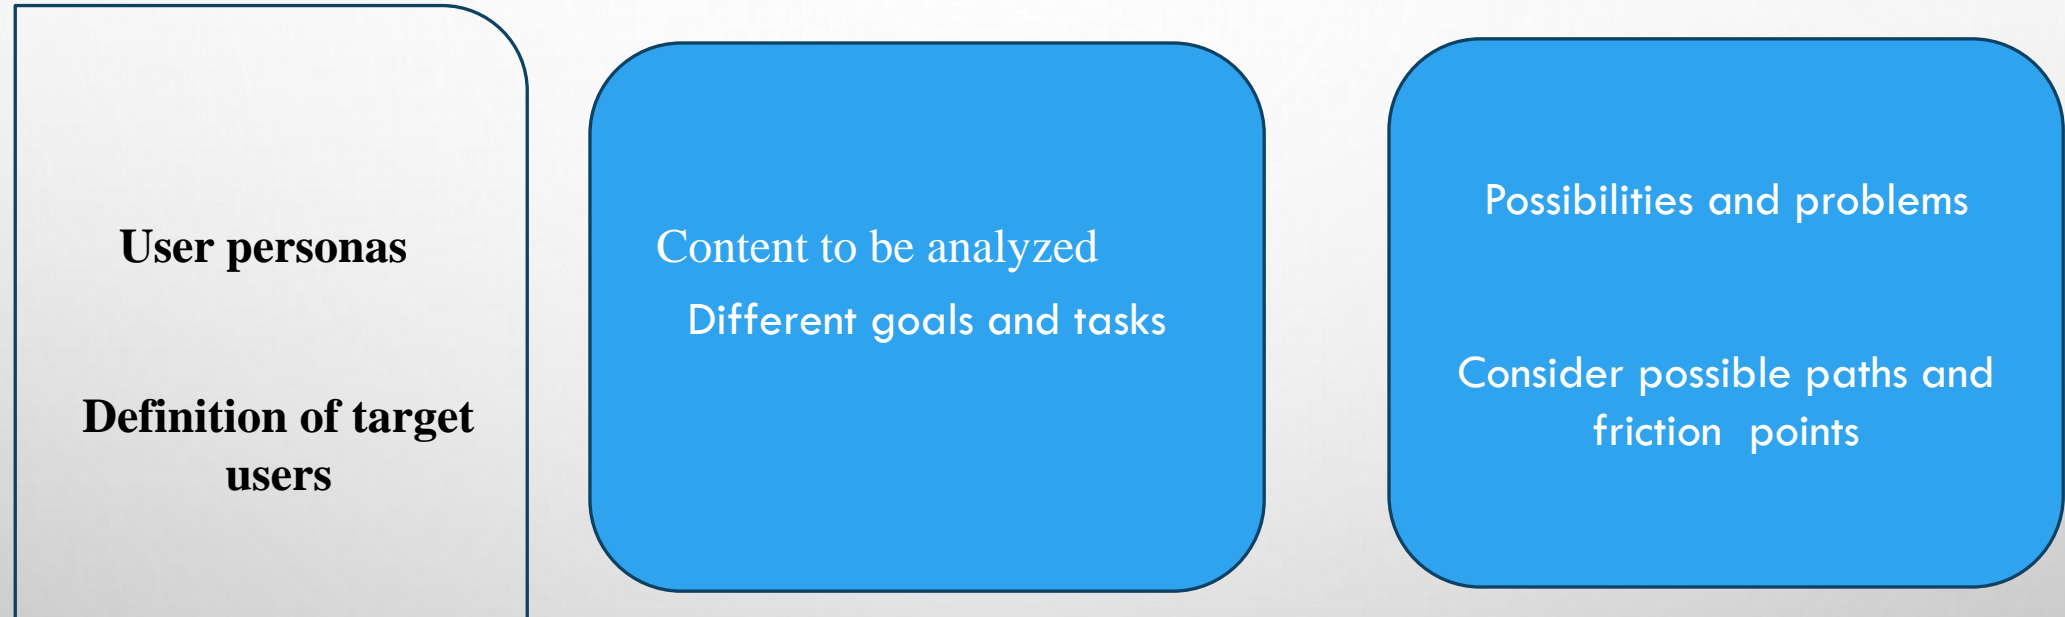 User personas
Definition of target
users
Content to be analyzed
Different goals and tasks
Possibilities and problems
Consider possible paths and
friction points